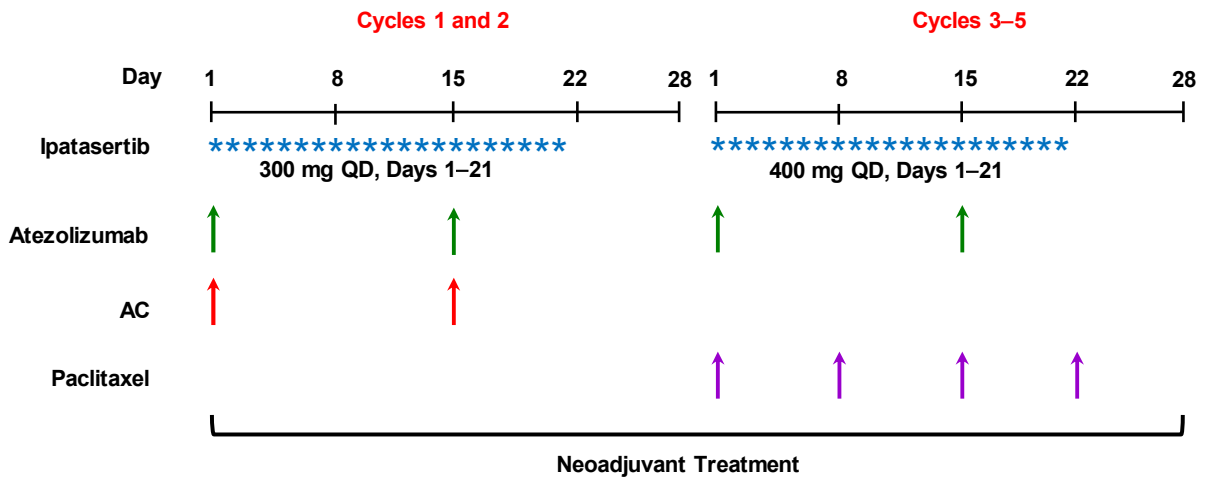 Cycles 1 and 2 Cycles 3–5
Day 1 8 15 22 28 1 8 15 22 28
Ipatasertib *********************  *********************
300 mg QD, Days 1–21 400 mg QD, Days 1–21
Atezolizumab
AC
Paclitaxel
Neoadjuvant Treatment